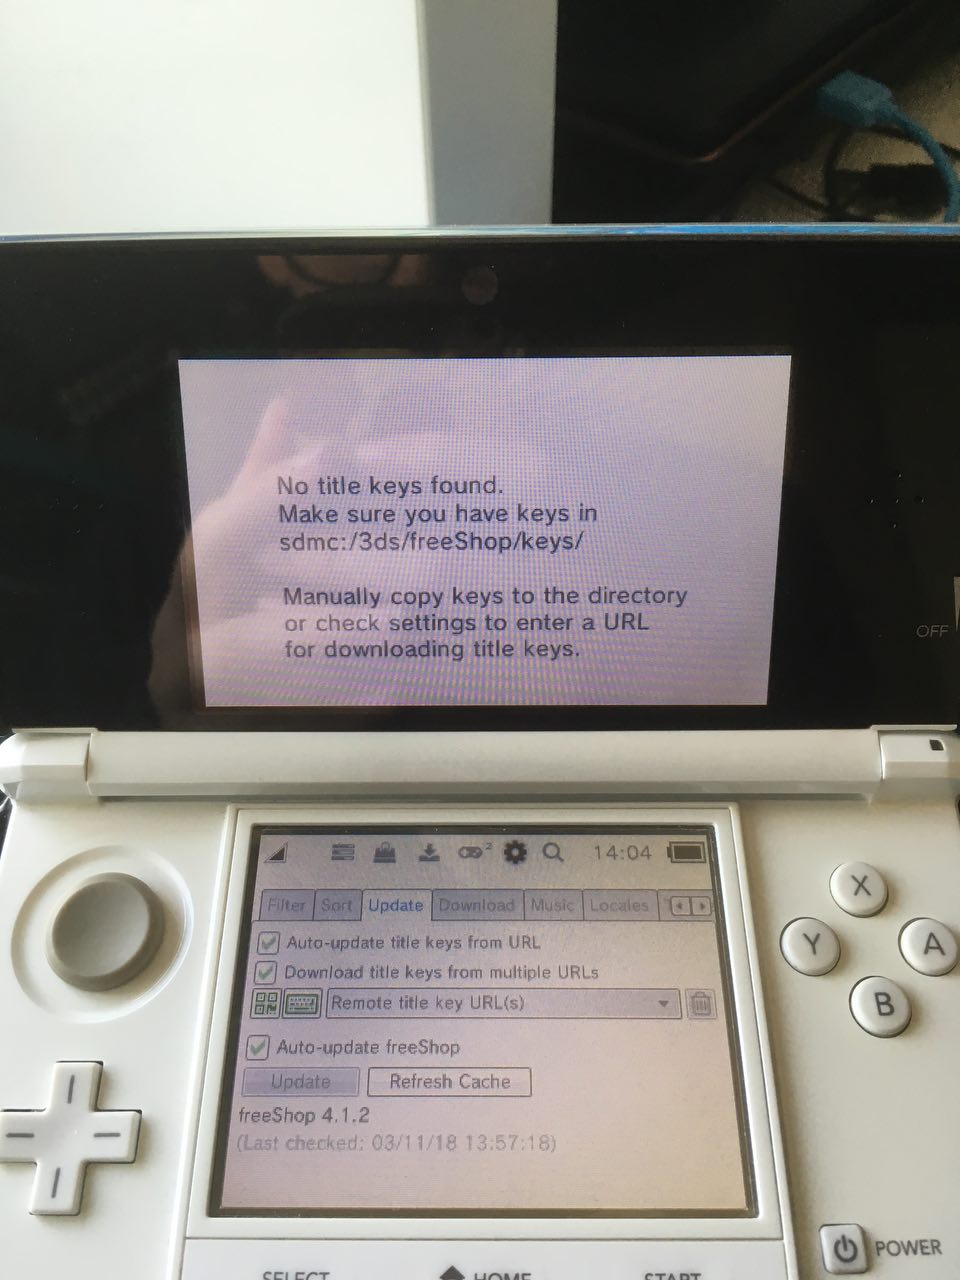 No title keys found.
Make sure you have keys in
sdmc:/3ds/freeShop/keys/
Manually copy keys to the directory
or check settings to enter a URL
for downloading title keys.
OFF
2 14:04
Filter Sort Update Download Music Locales
Auto-update title keys from URL
Download title keys from multiple URLs
Remote title key URL(s)
Auto-update freeShop
Update Refresh Cache
freeShop 4.1.2
(Last checked: 03/11/18 13:57:18)
X
Y A
B
POWER
SELECT HOME START